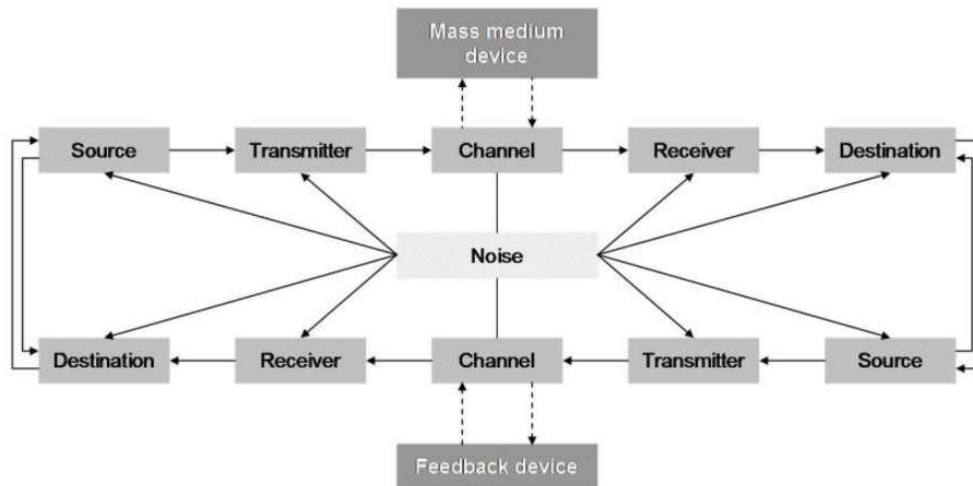 Mass medium
device
Source
Transmitter
Channel
Receiver
Destination
Noise
Destination
Receiver
Channel
Transmitter
Source
Feedback device